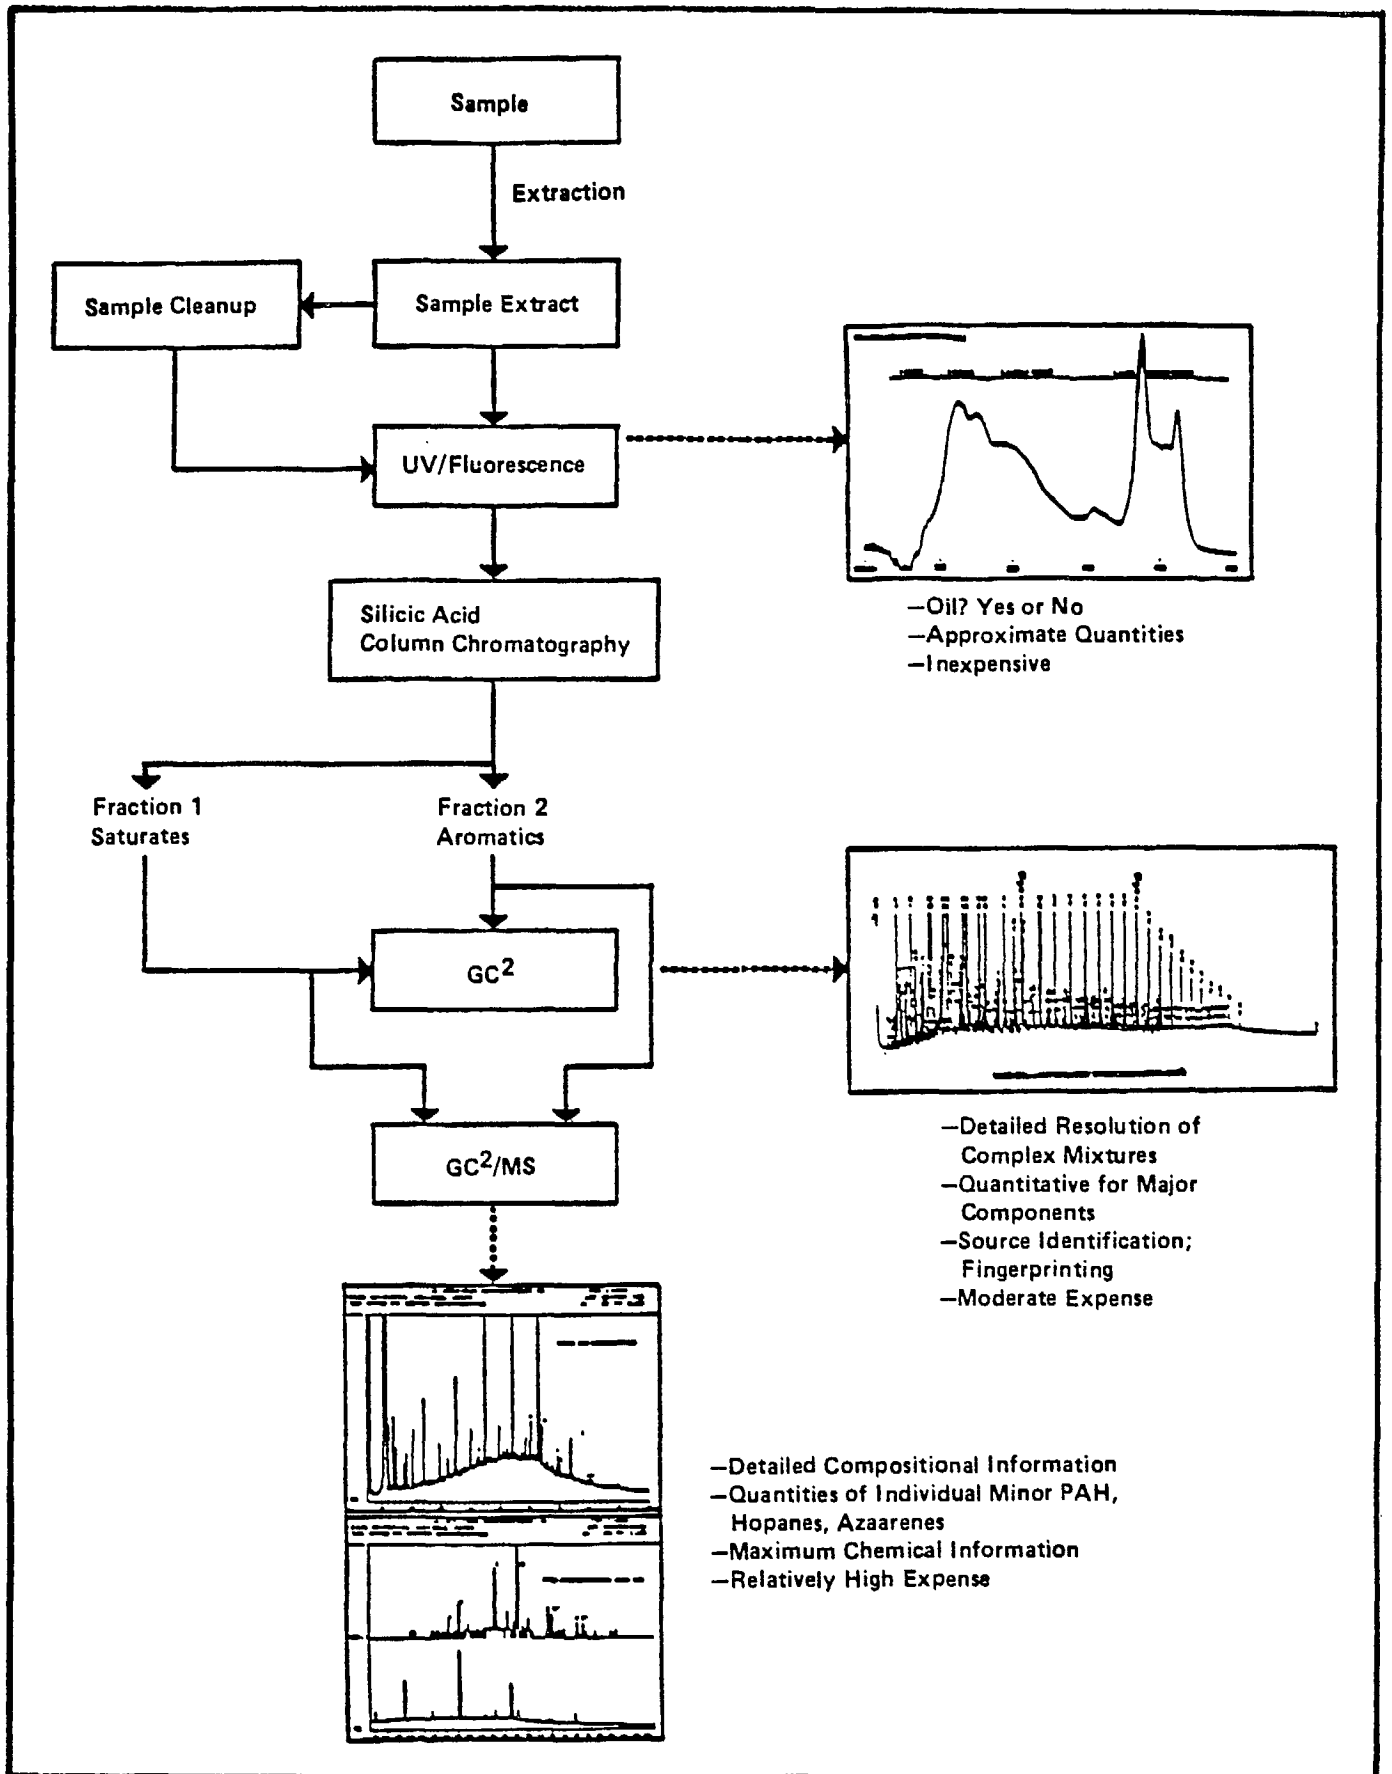 Sample
Extraction
Sample Cleanup
Sample Extract
UV/Fluorescence
—Oil? Yes or No
—Approximate Quantities
—Inexpensive
Silicic Acid
Column Chromatography
Fraction 1
Saturates
Fraction 2
Aromatics
GC²
—Detailed Resolution of
Complex Mixtures
—Quantitative for Major
Components
—Source Identification;
Fingerprinting
—Moderate Expense
GC²/MS
—Detailed Compositional Information
—Quantities of Individual Minor PAH,
Hopanes, Azaarenes
—Maximum Chemical Information
—Relatively High Expense